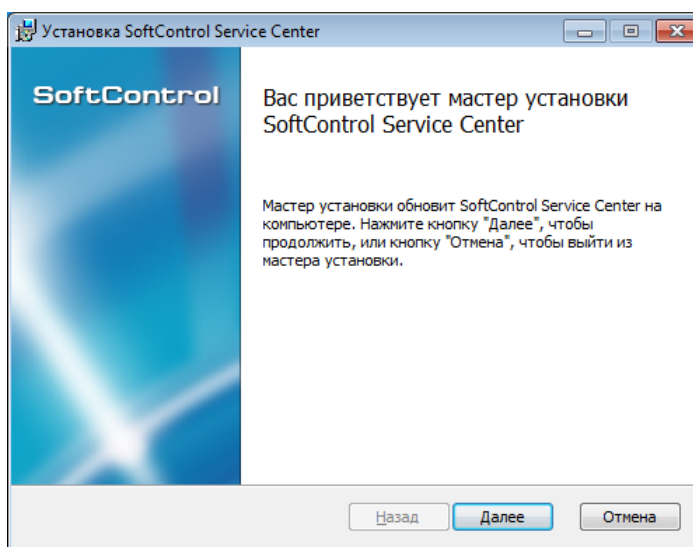 Установка SoftControl Service Center
SoftControl
Вас приветствует мастер установки
SoftControl Service Center
Мастер установки обновит SoftControl Service Center на
компьютере. Нажмите кнопку "Далее", чтобы
продолжить, или кнопку "Отмена", чтобы выйти из
мастера установки.
Назад
Далее
Отмена